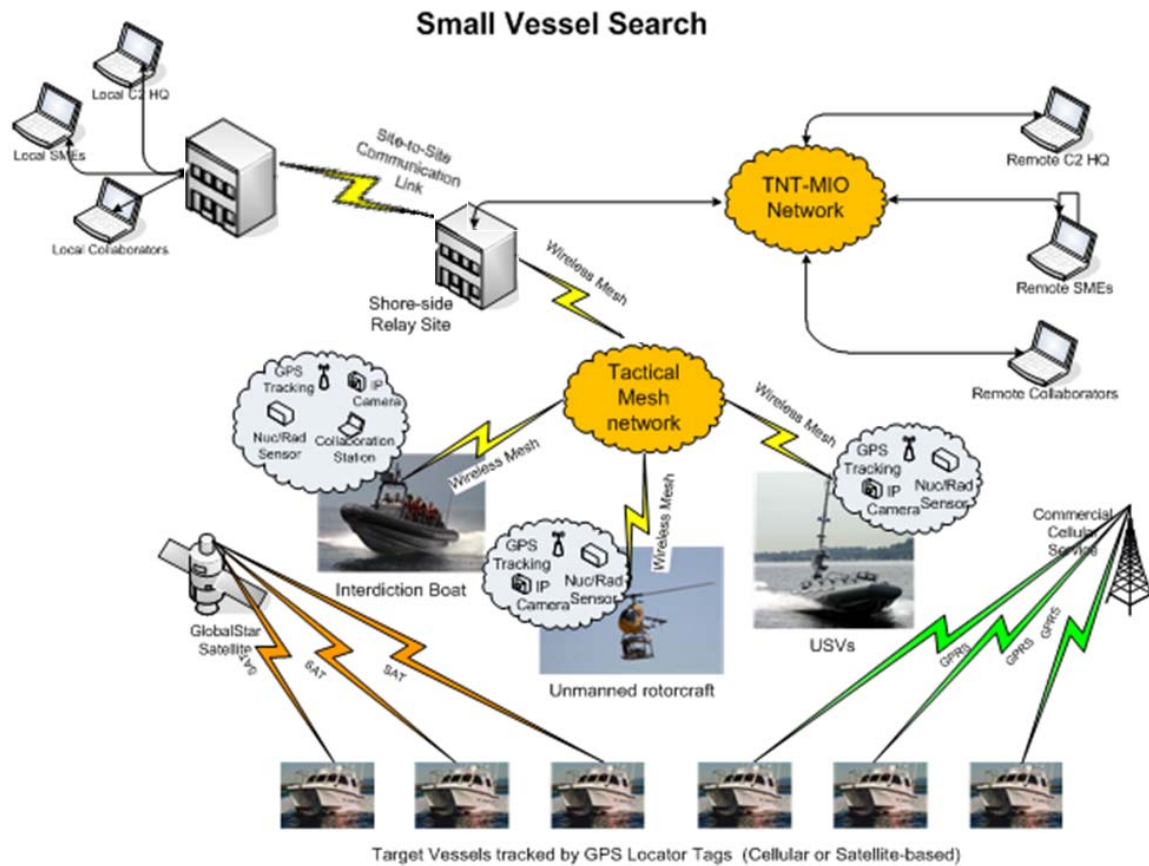 Small Vessel Search
Local C2 HQ
Local SMEs
Local Collaborators
Site-to-Site
Communication
Link
Shore-side
Relay Site
Wireless Mesh
TNT-MIO
Network
Remote C2 HQ
Remote SMEs
Remote Collaborators
Tactical
Mesh
network
GPS
Tracking
IP
Camera
Nuc/Rad
Sensor
Collaboration
Station
Wireless Mesh
Interdiction Boat
Wireless Mesh
GPS
Tracking
IP
Camera
Nuc/Rad
Sensor
Unmanned rotorcraft
Wireless Mesh
GPS
Tracking
IP
Camera
Nuc/Rad
Sensor
USVs
Commercial
Cellular
Service
GlobalStar
Satellite
SAT
SAT
SAT
GPRS
GPRS
GPRS
Target Vessels tracked by GPS Locator Tags (Cellular or Satellite-based)